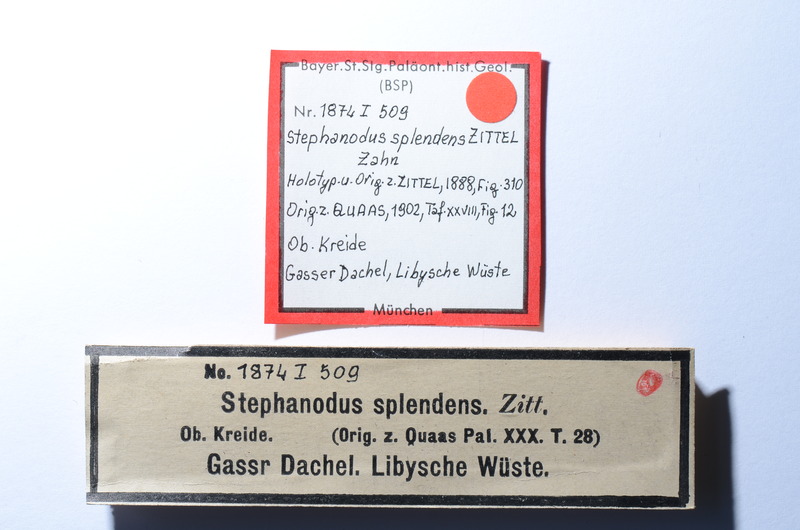 Bayer.St.Slg.Paläont.hist.Geol.
(BSP)
Nr. 1874 I 509
Stephanodus splendens ZITTEL
Zahn
Holotyp.u.Orig.z.ZITTEL,1888,Fig.310
Orig.z.QUAAS,1902,Taf.XXVIII,Fig.12
Ob. Kreide
Gasser Dachel, Libysche Wüste
München
No. 1874 I 509
Stephanodus splendens. Zitt.
Ob. Kreide. (Orig. z. Quaas Pal. XXX. T. 28)
Gassr Dachel. Libysche Wüste.